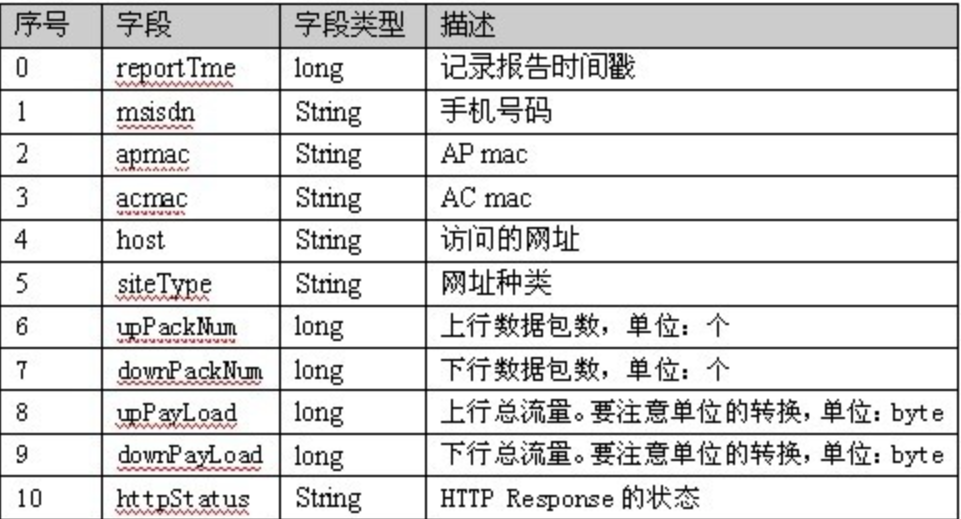 序号 字段 字段类型 描述
0 reportTme long 记录报告时间戳
1 msisdn String 手机号码
2 apmac String AP mac
3 acmac String AC mac
4 host String 访问的网址
5 siteType String 网址种类
6 upPackNum long 上行数据包数，单位：个
7 downPackNum long 下行数据包数，单位：个
8 upPayLoad long 上行总流量。要注意单位的转换，单位：byte
9 downPayLoad long 下行总流量。要注意单位的转换，单位：byte
10 httpStatus String HTTP Response 的状态